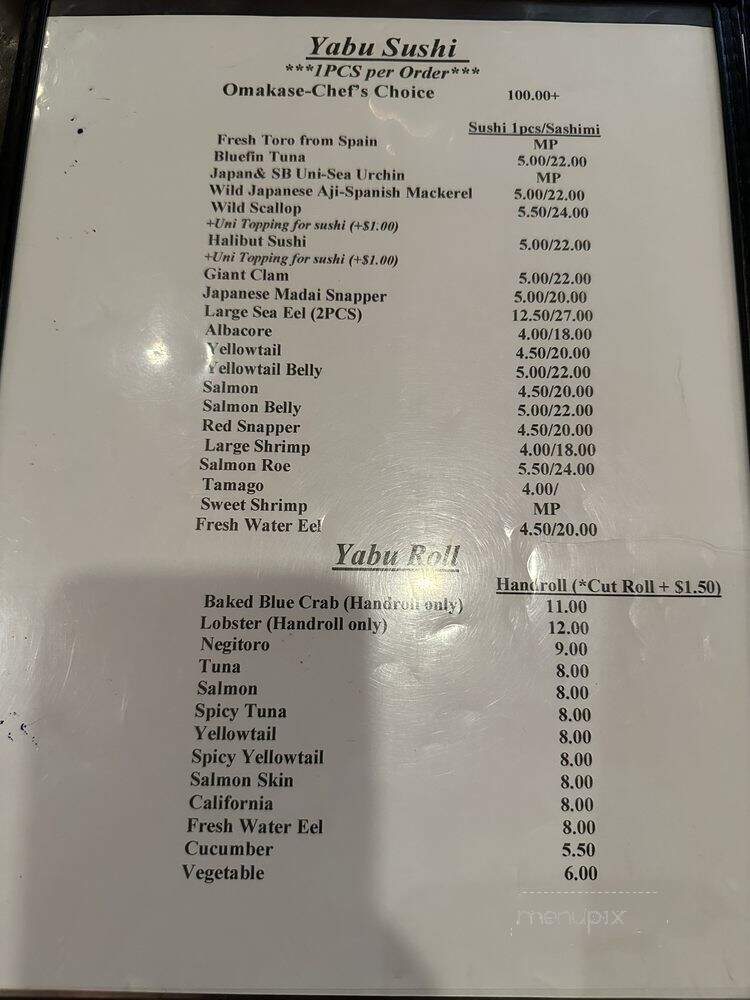 Yabu Sushi
***1PCS per Order***
Omakase-Chef's Choice 100.00+
Sushi 1pcs/Sashimi
Fresh Toro from Spain MP
Bluefin Tuna 5.00/22.00
Japan& SB Uni-Sea Urchin MP
Wild Japanese Aji-Spanish Mackerel 5.00/22.00
Wild Scallop 5.50/24.00
+Uni Topping for sushi (+$1.00)
Halibut Sushi 5.00/22.00
+Uni Topping for sushi (+$1.00)
Giant Clam 5.00/22.00
Japanese Madai Snapper 5.00/20.00
Large Sea Eel (2PCS) 12.50/27.00
Albacore 4.00/18.00
Yellowtail 4.50/20.00
Yellowtail Belly 5.00/22.00
Salmon 4.50/20.00
Salmon Belly 5.00/22.00
Red Snapper 4.50/20.00
Large Shrimp 4.00/18.00
Salmon Roe 5.50/24.00
Tamago 4.00/
Sweet Shrimp MP
Fresh Water Eel 4.50/20.00
Yabu Roll
Handroll (*Cut Roll + $1.50)
Baked Blue Crab (Handroll only) 11.00
Lobster (Handroll only) 12.00
Negitoro 9.00
Tuna 8.00
Salmon 8.00
Spicy Tuna 8.00
Yellowtail 8.00
Spicy Yellowtail 8.00
Salmon Skin 8.00
California 8.00
Fresh Water Eel 8.00
Cucumber 5.50
Vegetable 6.00
menupix